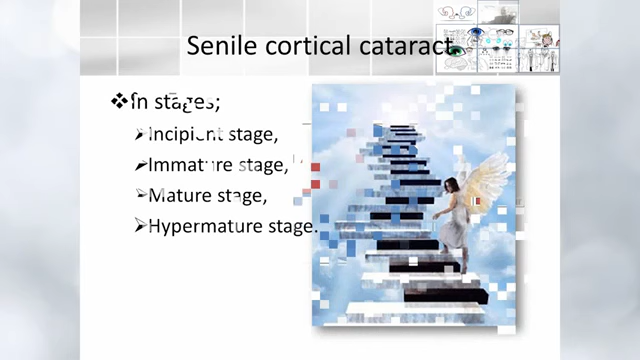 Senile cortical cataract
❖In stages;
➢Incipient stage,
➢Immature stage,
➢Mature stage,
➢Hypermature stage.